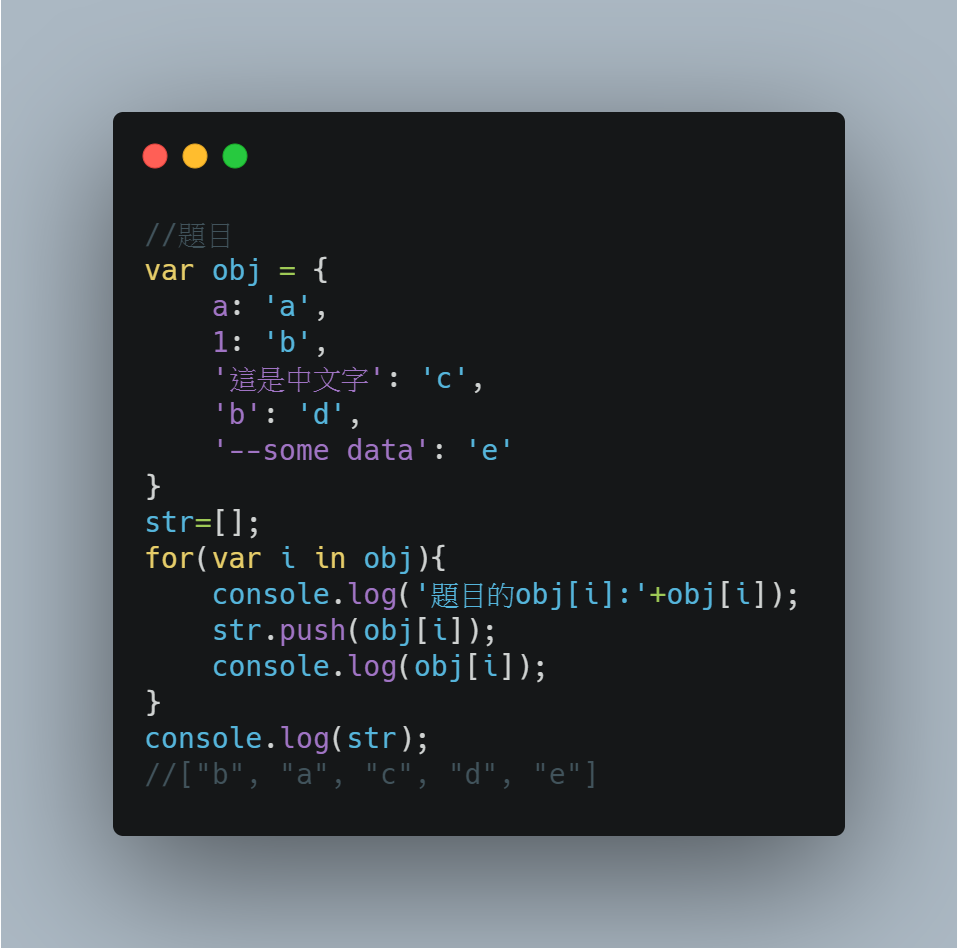 //題目
var obj = {
    a: 'a',
    1: 'b',
    '這是中文字': 'c',
    'b': 'd',
    '--some data': 'e'
}
str=[];
for(var i in obj){
    console.log('題目的obj[i]:'+obj[i]);
    str.push(obj[i]);
    console.log(obj[i]);
}
console.log(str);
//["b", "a", "c", "d", "e"]